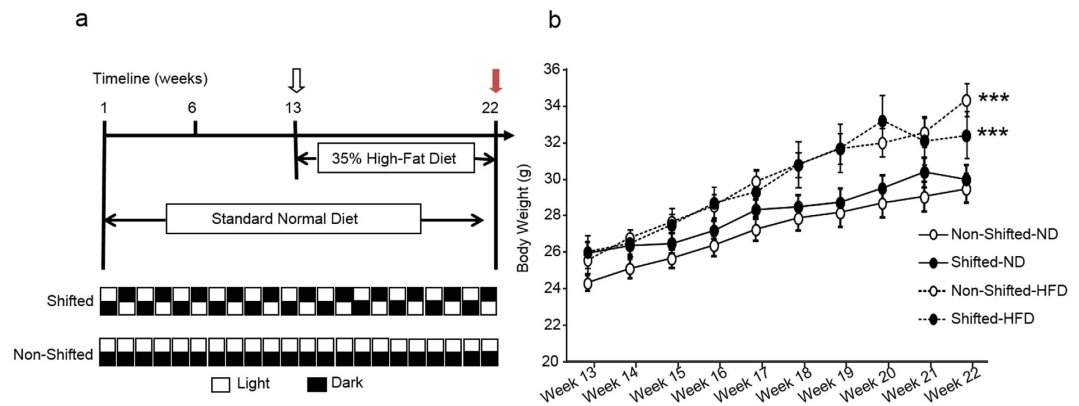 a
Timeline (weeks)
1 6 13 22
35% High-Fat Diet
Standard Normal Diet
Shifted
Non-Shifted
Light Dark
b
***
***
Body Weight (g)
36
34
32
30
28
26
24
22
20
Week 13
Week 14
Week 15
Week 16
Week 17
Week 18
Week 19
Week 20
Week 21
Week 22
Non-Shifted-ND
Shifted-ND
Non-Shifted-HFD
Shifted-HFD